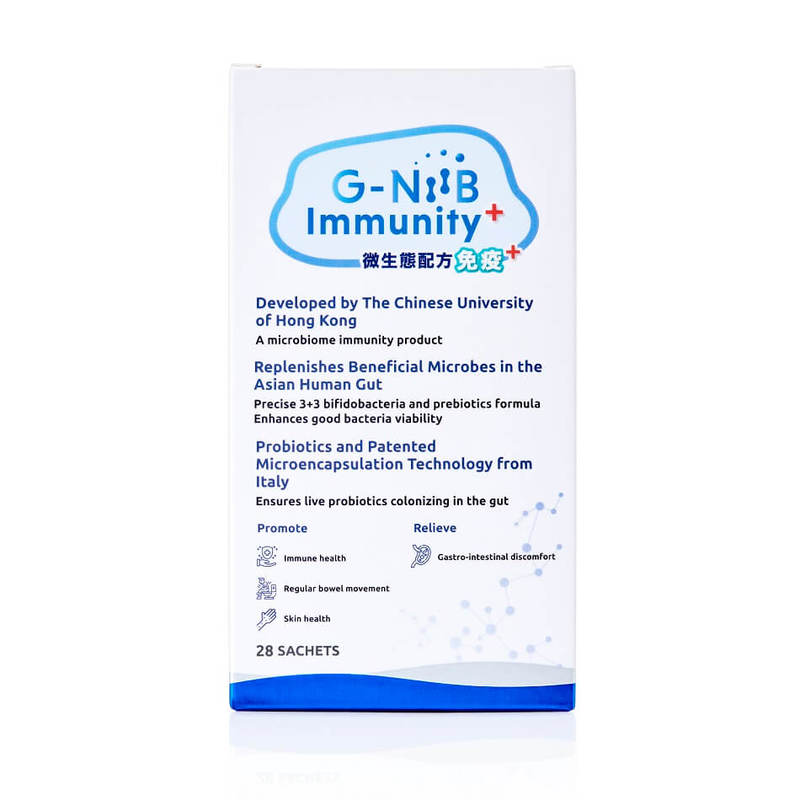 G-NiiB
Immunity+
微生態配方免疫+
Developed by The Chinese University
of Hong Kong
A microbiome immunity product
Replenishes Beneficial Microbes in the
Asian Human Gut
Precise 3+3 bifidobacteria and prebiotics formula
Enhances good bacteria viability
Probiotics and Patented
Microencapsulation Technology from
Italy
Ensures live probiotics colonizing in the gut
Promote
Relieve
Immune health
Gastro-intestinal discomfort
Regular bowel movement
Skin health
28 SACHETS